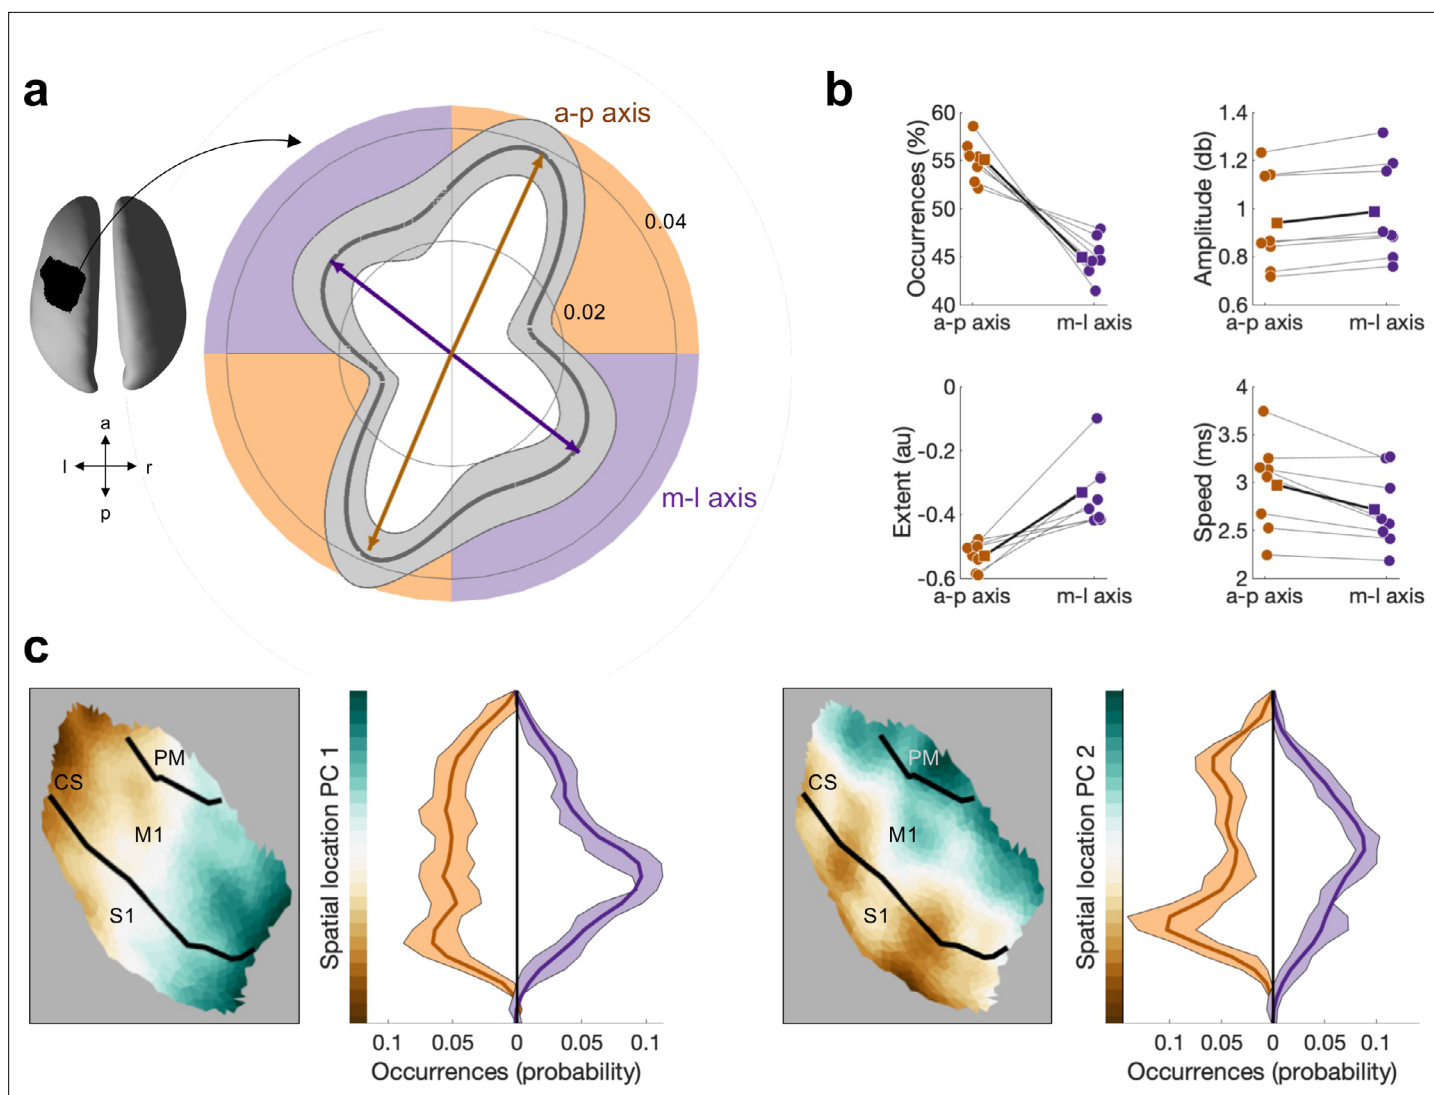 a
a-p axis
0.04
0.02
m-l axis
a
l
r
p
b
Occurrences (%)
60
55
50
45
40
a-p axis
m-l axis
Amplitude (db)
1.4
1.2
1
0.8
0.6
a-p axis
m-l axis
Extent (au)
0
-0.2
-0.4
-0.6
a-p axis
m-l axis
Speed (ms)
4
3.5
3
2.5
2
a-p axis
m-l axis
c
PM
CS
M1
S1
Spatial location PC 1
0.1
0.05
0
0.05
0.1
Occurrences (probability)
PM
CS
M1
S1
Spatial location PC 2
0.1
0.05
0
0.05
0.1
Occurrences (probability)